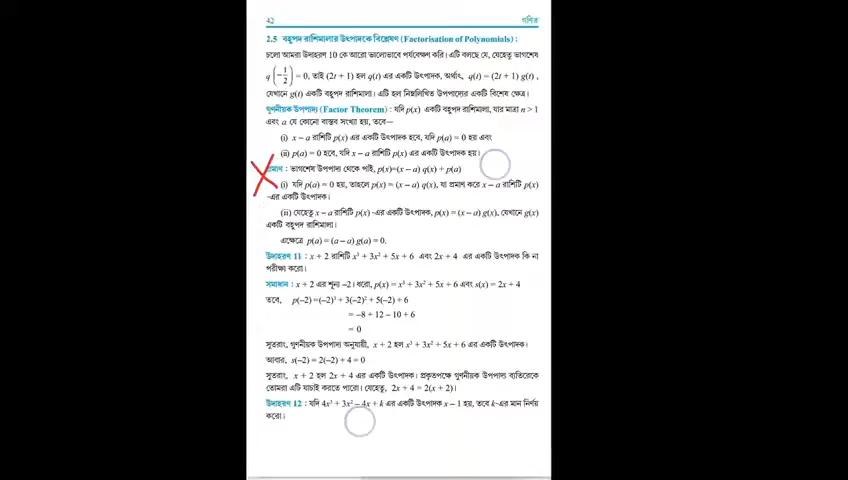 42
গণিত
2.5 বহুপদ রাশিমালার উৎপাদকে বিশ্লেষণ (Factorisation of Polynomials) :
চলো আমরা উদাহরণ 10 কে আরো ভালোভাবে পর্যবেক্ষণ করি। এটি বলছে যে, যেহেতু ভাগশেষ
q(−1/2) = 0, তাই (2t + 1) হল q(t) এর একটি উৎপাদক, অর্থাৎ, q(t) = (2t + 1) g(t) ,
যেখানে g(t) একটি বহুপদ রাশিমালা। এটি হল নিম্নলিখিত উপপাদ্যের একটি বিশেষ ক্ষেত্র।
গুণনীয়ক উপপাদ্য (Factor Theorem) : যদি p(x) একটি বহুপদ রাশিমালা, যার মাত্রা n > 1
এবং a যে কোনো বাস্তব সংখ্যা হয়, তবে—
(i) x – a রাশিটি p(x) এর একটি উৎপাদক হবে, যদি p(a) = 0 হয় এবং
(ii) p(a) = 0 হবে, যদি x – a রাশিটি p(x) এর একটি উৎপাদক হয়।
প্রমাণ : ভাগশেষ উপপাদ্য থেকে পাই, p(x)=(x – a) q(x) + p(a)
(i) যদি p(a) = 0 হয়, তাহলে p(x) = (x – a) q(x), যা প্রমাণ করে x – a রাশিটি p(x)
-এর একটি উৎপাদক।
(ii) যেহেতু x – a রাশিটি p(x) -এর একটি উৎপাদক, p(x) = (x – a) g(x), যেখানে g(x)
একটি বহুপদ রাশিমালা।
এক্ষেত্রে p(a) = (a – a) g(a) = 0.
উদাহরণ 11 : x + 2 রাশিটি x³ + 3x² + 5x + 6 এবং 2x + 4 এর একটি উৎপাদক কি না
পরীক্ষা করো।
সমাধান : x + 2 এর শূন্য –2। ধরো, p(x) = x³ + 3x² + 5x + 6 এবং s(x) = 2x + 4
তবে, p(–2) =(–2)³ + 3(–2)² + 5(–2) + 6
= –8 + 12 – 10 + 6
= 0
সুতরাং, গুণনীয়ক উপপাদ্য অনুযায়ী, x + 2 হল x³ + 3x² + 5x + 6 এর একটি উৎপাদক।
আবার, s(–2) = 2(–2) + 4 = 0
সুতরাং, x + 2 হল 2x + 4 এর একটি উৎপাদক। প্রকৃতপক্ষে গুণনীয়ক উপপাদ্য ব্যতিরেকে
তোমরা এটি যাচাই করতে পারো। যেহেতু, 2x + 4 = 2(x + 2)।
উদাহরণ 12 : যদি 4x³ + 3x² – 4x + k এর একটি উৎপাদক x – 1 হয়, তবে k-এর মান নির্ণয়
করো।